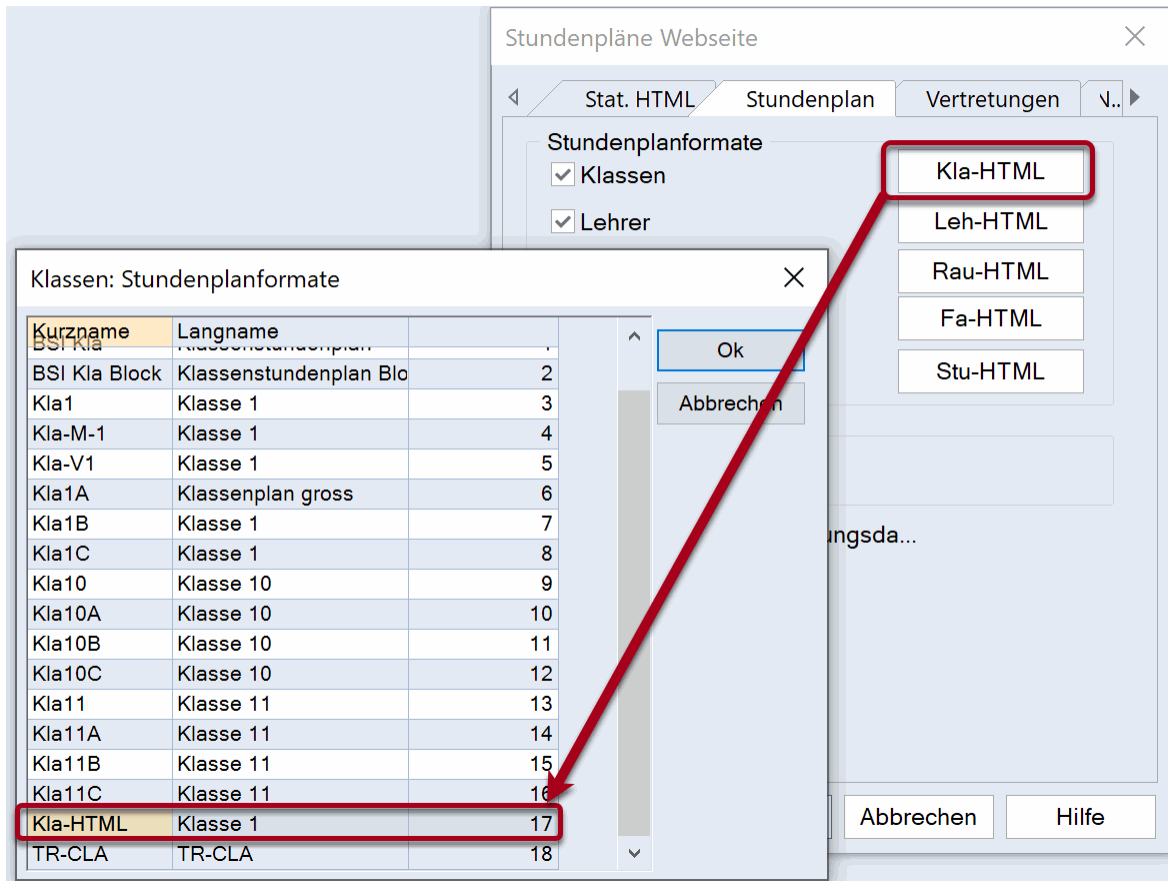 Stundenpläne Webseite
Stat. HTML Stundenplan Vertretungen N..
Stundenplanformate
Klassen Kla-HTML
Lehrer Leh-HTML
Rau-HTML
Fa-HTML
Stu-HTML
ungsda...
Abbrechen Hilfe
Klassen: Stundenplanformate
Kurzname Langname
BSI Kla Klassenstundenplan 1
BSI Kla Block Klassenstundenplan Blo 2
Kla1 Klasse 1 3
Kla-M-1 Klasse 1 4
Kla-V1 Klasse 1 5
Kla1A Klassenplan gross 6
Kla1B Klasse 1 7
Kla1C Klasse 1 8
Kla10 Klasse 10 9
Kla10A Klasse 10 10
Kla10B Klasse 10 11
Kla10C Klasse 10 12
Kla11 Klasse 11 13
Kla11A Klasse 11 14
Kla11B Klasse 11 15
Kla11C Klasse 11 16
Kla-HTML Klasse 1 17
TR-CLA TR-CLA 18
Ok
Abbrechen